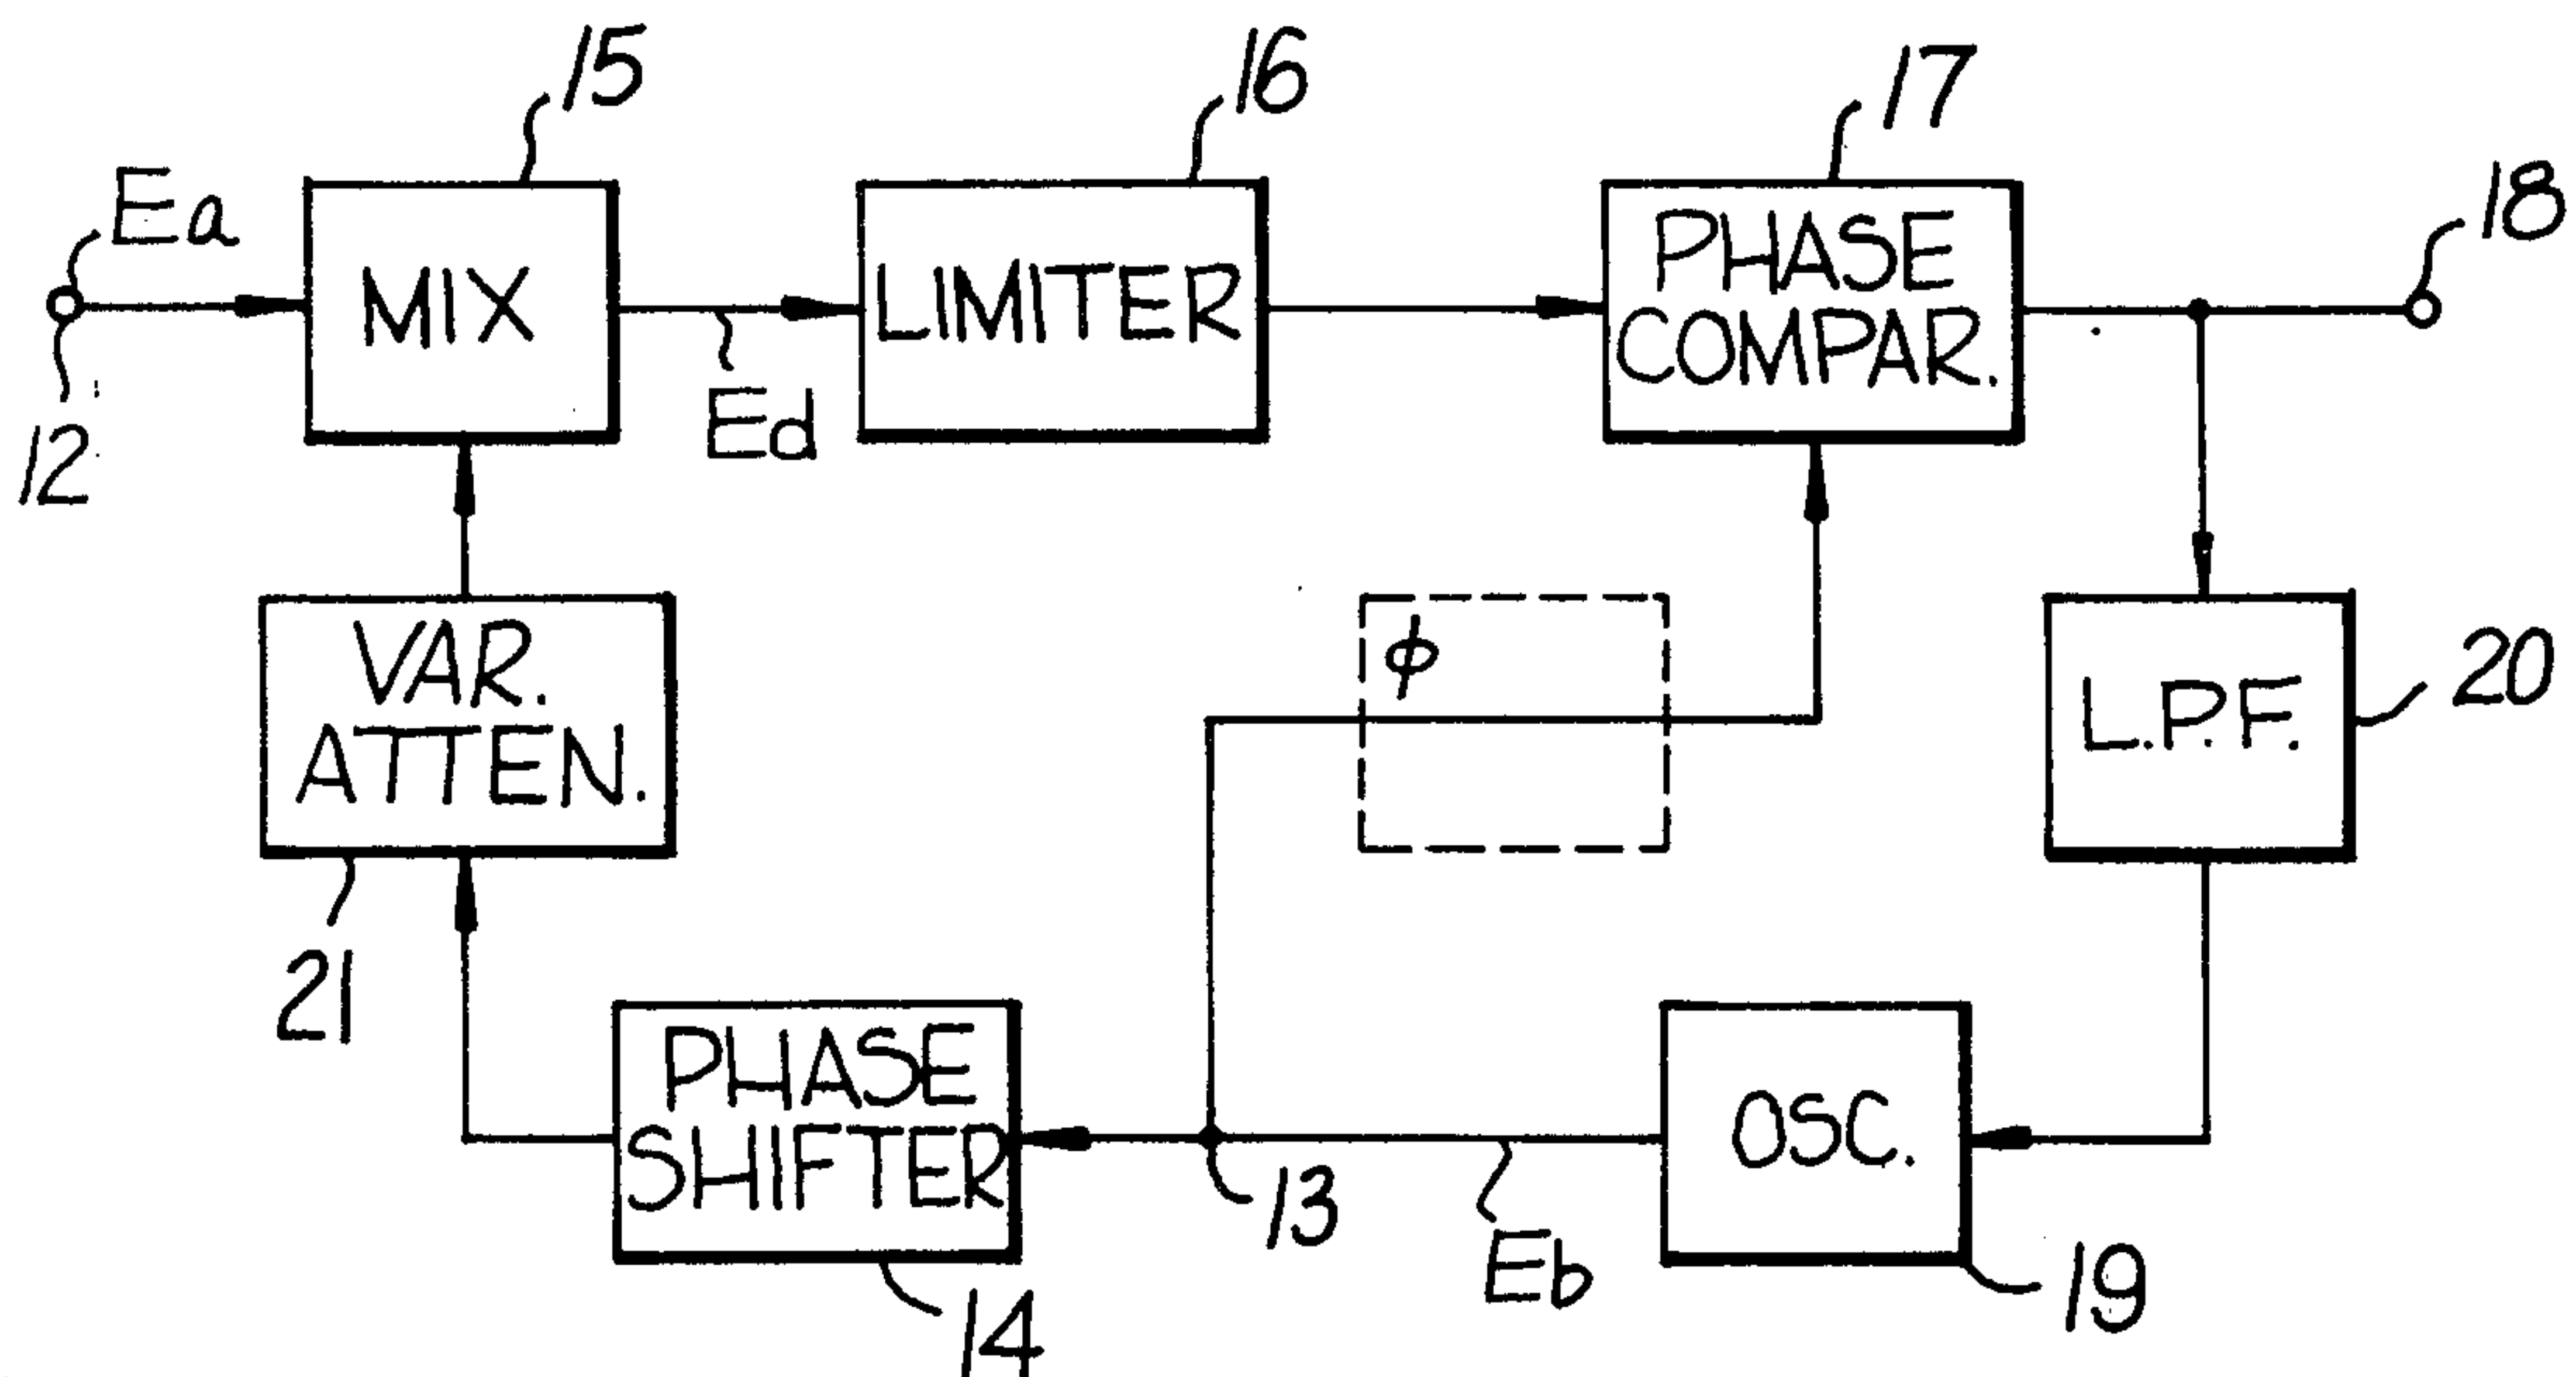 15
16
17
18
Ea
MIX
LIMITER
PHASE
COMPAR.
12
Ed
VAR.
ATTEN.
ϕ
L.P.F.
20
21
PHASE
SHIFTER
13
Eb
OSC.
14
19